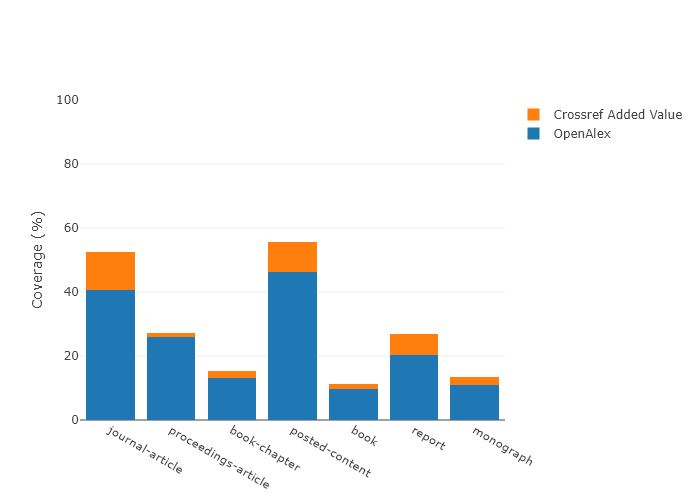 100
80
60
40
20
0
Coverage (%)
journal-article
proceedings-article
book-chapter
posted-content
book
report
monograph
Crossref Added Value
OpenAlex